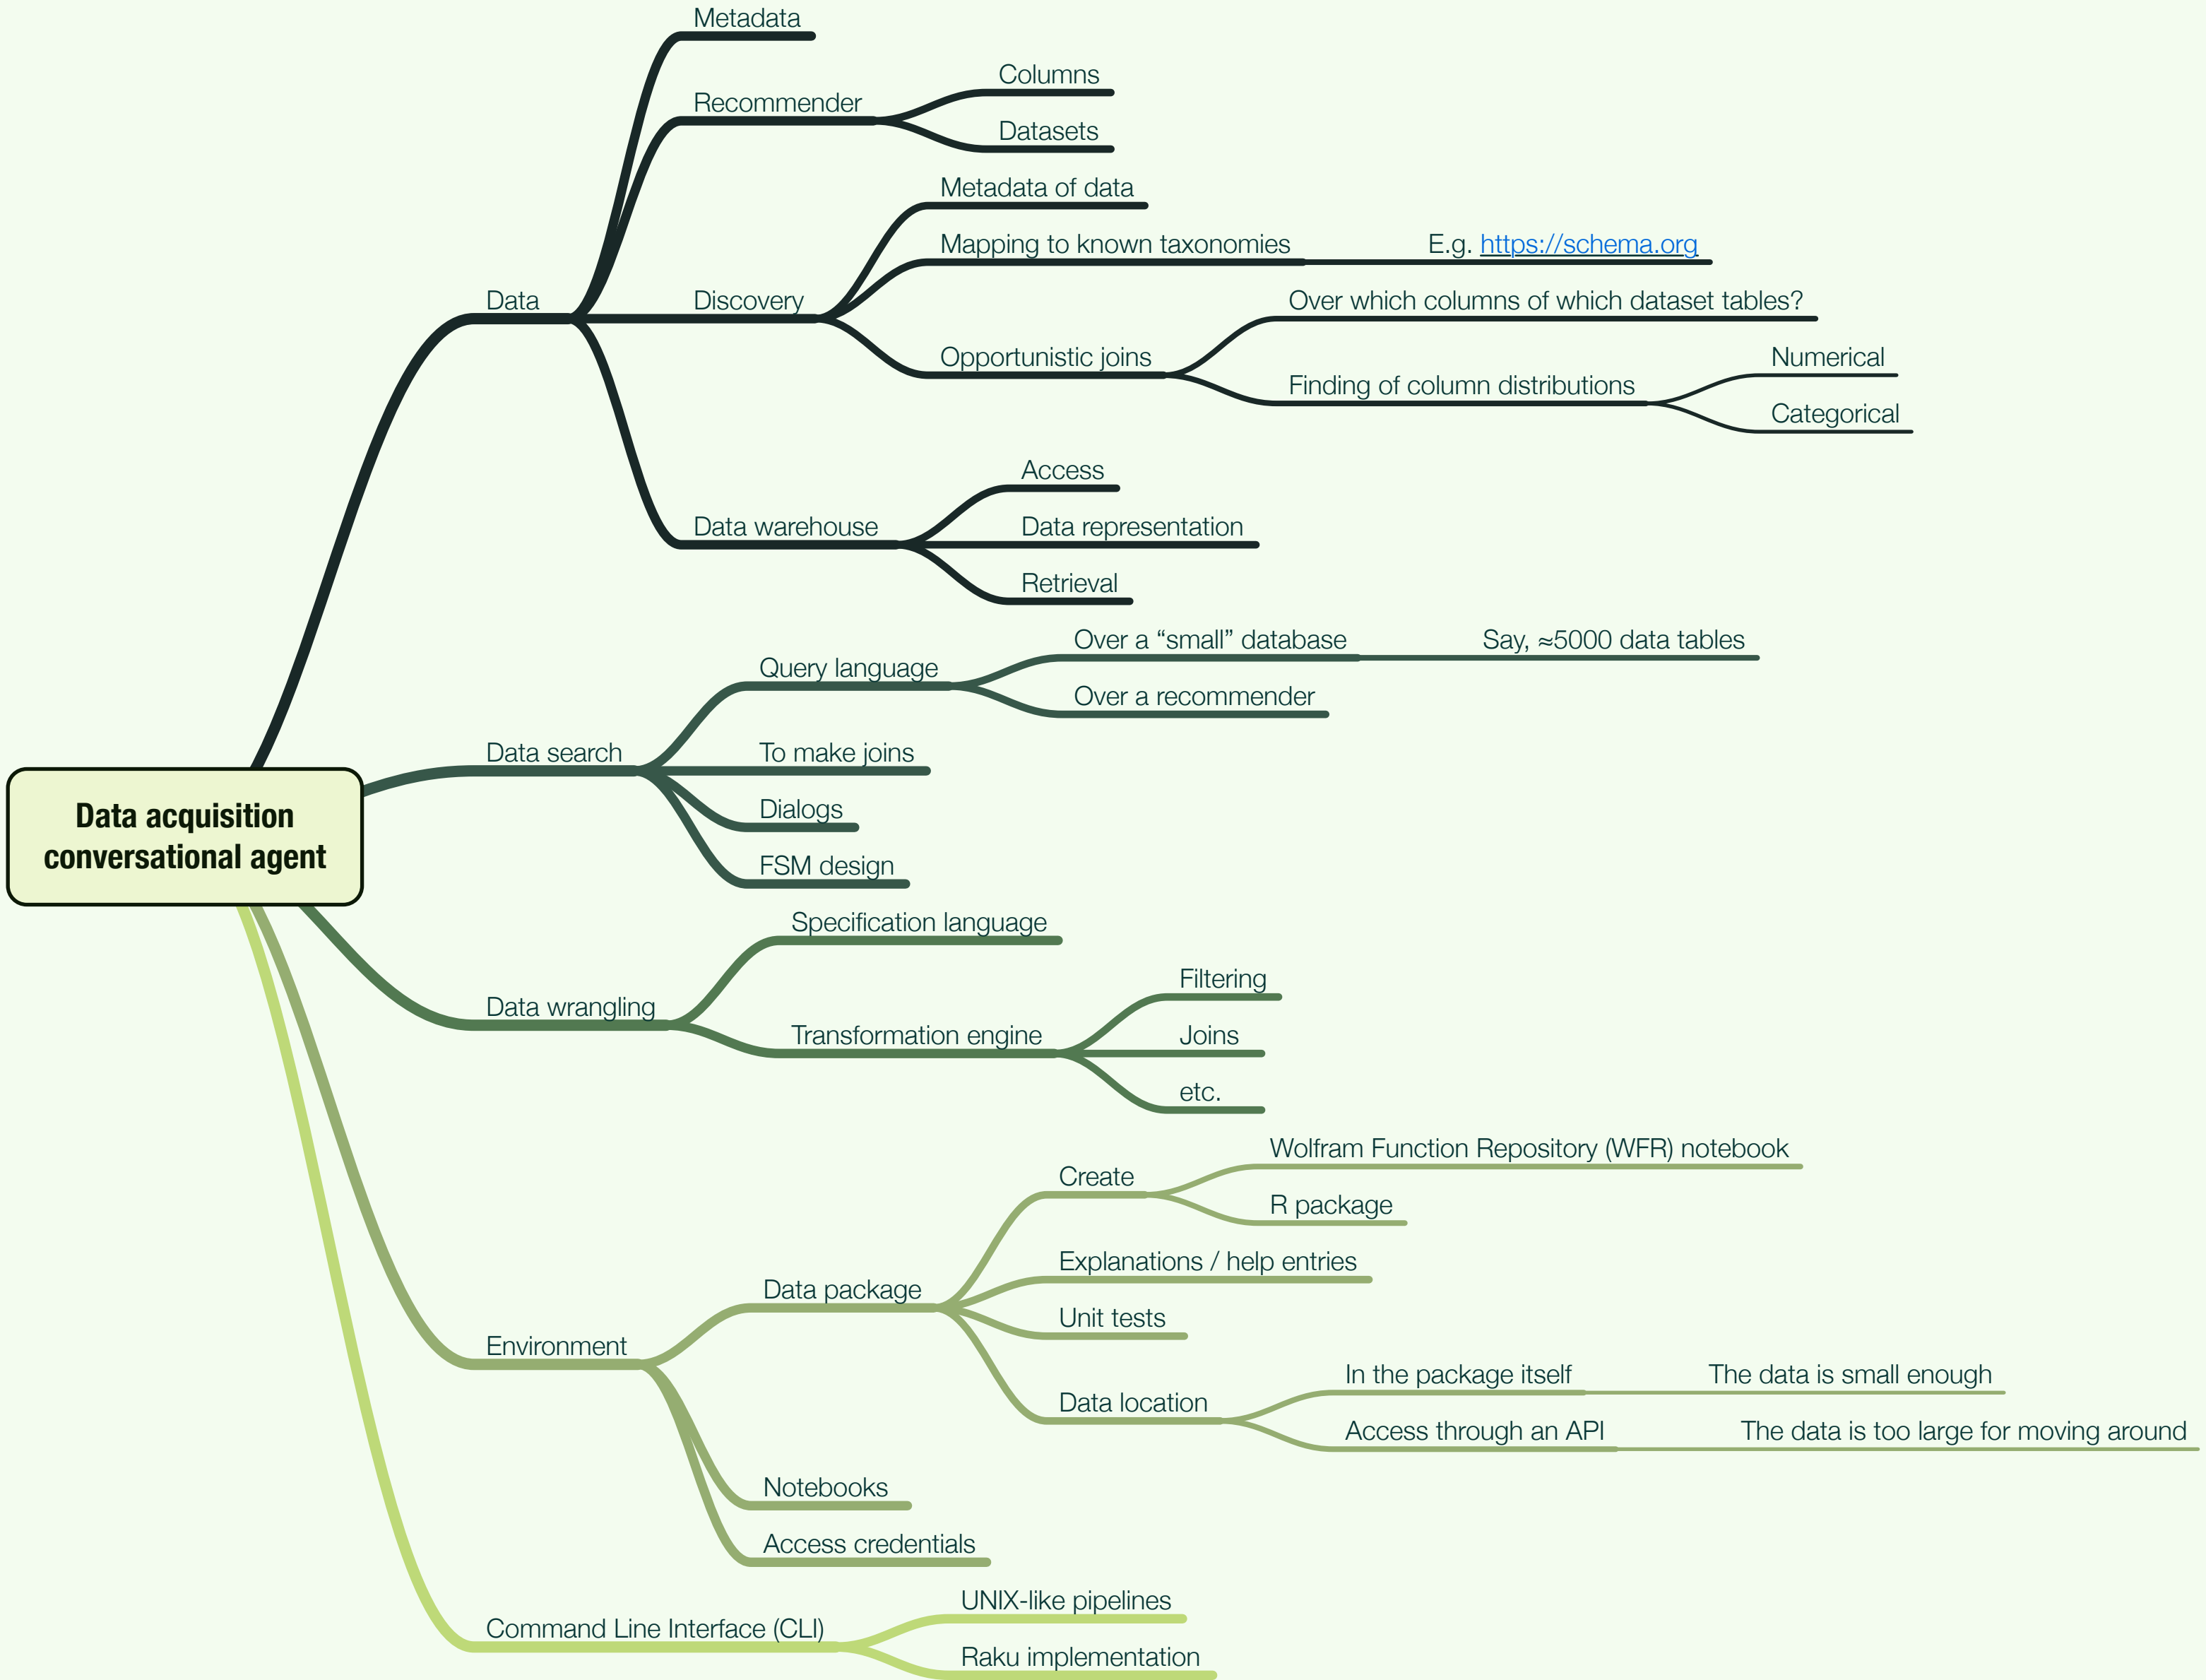 Metadata
Columns
Recommender
Datasets
Metadata of data
Mapping to known taxonomies
E.g. https://schema.org
Data
Discovery
Over which columns of which dataset tables?
Opportunistic joins
Numerical
Finding of column distributions
Categorical
Access
Data warehouse
Data representation
Retrieval
Over a “small” database
Say, ≈5000 data tables
Query language
Over a recommender
Data search
To make joins
Dialogs
FSM design
Data acquisition
conversational agent
Specification language
Filtering
Data wrangling
Transformation engine
Joins
etc.
Wolfram Function Repository (WFR) notebook
Create
R package
Explanations / help entries
Data package
Unit tests
Environment
In the package itself
The data is small enough
Data location
Access through an API
The data is too large for moving around
Notebooks
Access credentials
UNIX-like pipelines
Command Line Interface (CLI)
Raku implementation